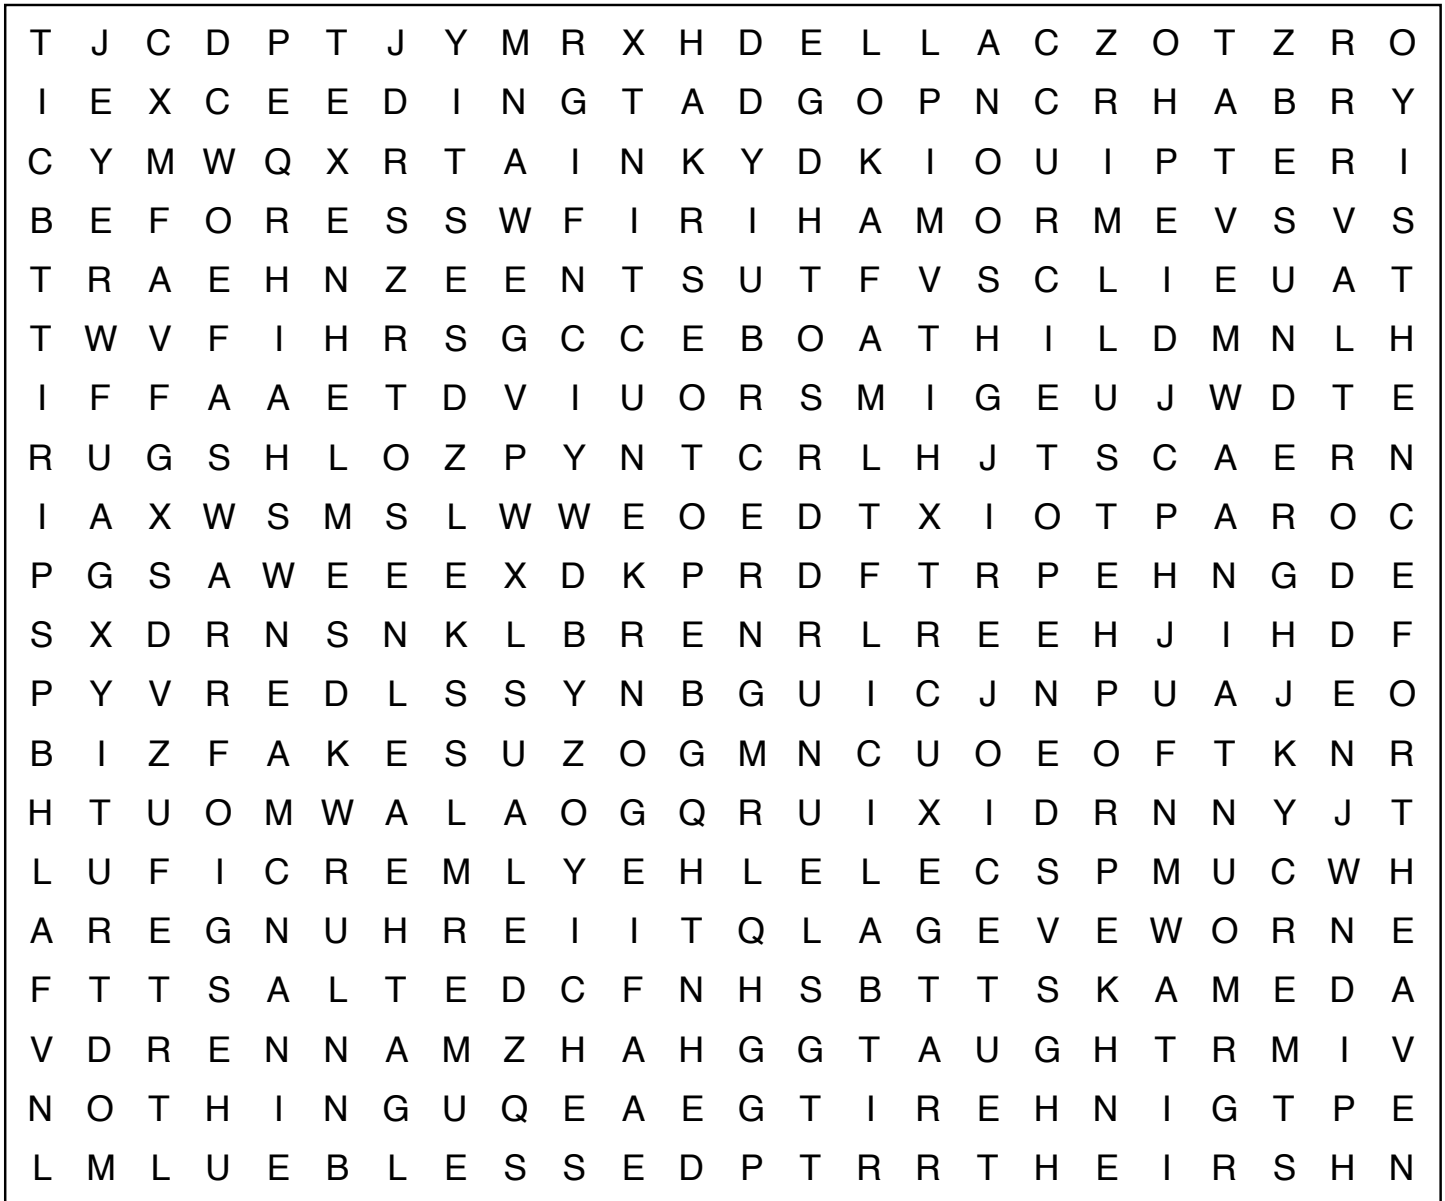 T J C D P T J Y M R X H D E L L A C Z O T Z R O
I E X C E E D I N G T A D G O P N C R H A B R Y
C Y M W Q X R T A I N K Y D K I O U I P T E R I
B E F O R E S S W F I R I H A M O R M E V S V S
T R A E H N Z E E N T S U T F V S C L I E U A T
T W V F I H R S G C C E B O A T H I L D M N L H
I F F A A E T D V I U O R S M I G E U J W D T E
R U G S H L O Z P Y N T C R L H J T S C A E R N
I A X W S M S L W W E O E D T X I O T P A R O C
P G S A W E E E X D K P R D F T R P E H N G D E
S X D R N S N K L B R E N R L R E E H J I H D F
P Y V R E D L S S Y N B G U I C J N P U A J E O
B I Z F A K E S U Z O G M N C U O E O F T K N R
H T U O M W A L A O G Q R U I X I D R N N Y J T
L U F I C R E M L Y E H L E L E C S P M U C W H
A R E G N U H R E I I T Q L A G E V E W O R N E
F T T S A L T E D C F N H S B T T S K A M E D A
V D R E N N A M Z H A H G G T A U G H T R M I V
N O T H I N G U Q E A E G T I R E H N I G T P E
L M L U E B L E S S E D P T R R T H E I R S H N